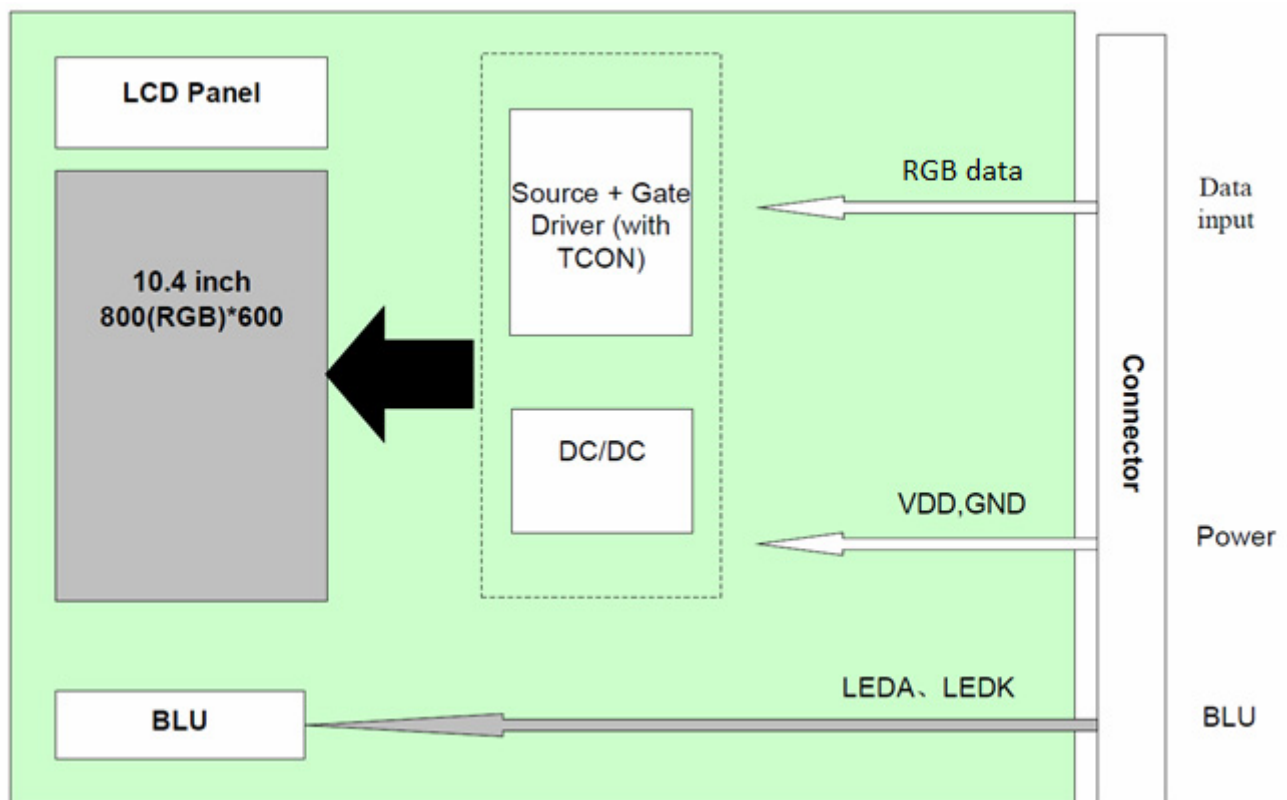 LCD Panel
10.4 inch
800(RGB)*600
Source + Gate
Driver (with
TCON)
DC/DC
RGB data
VDD,GND
LEDA、LEDK
BLU
Connector
Data
input
Power
BLU